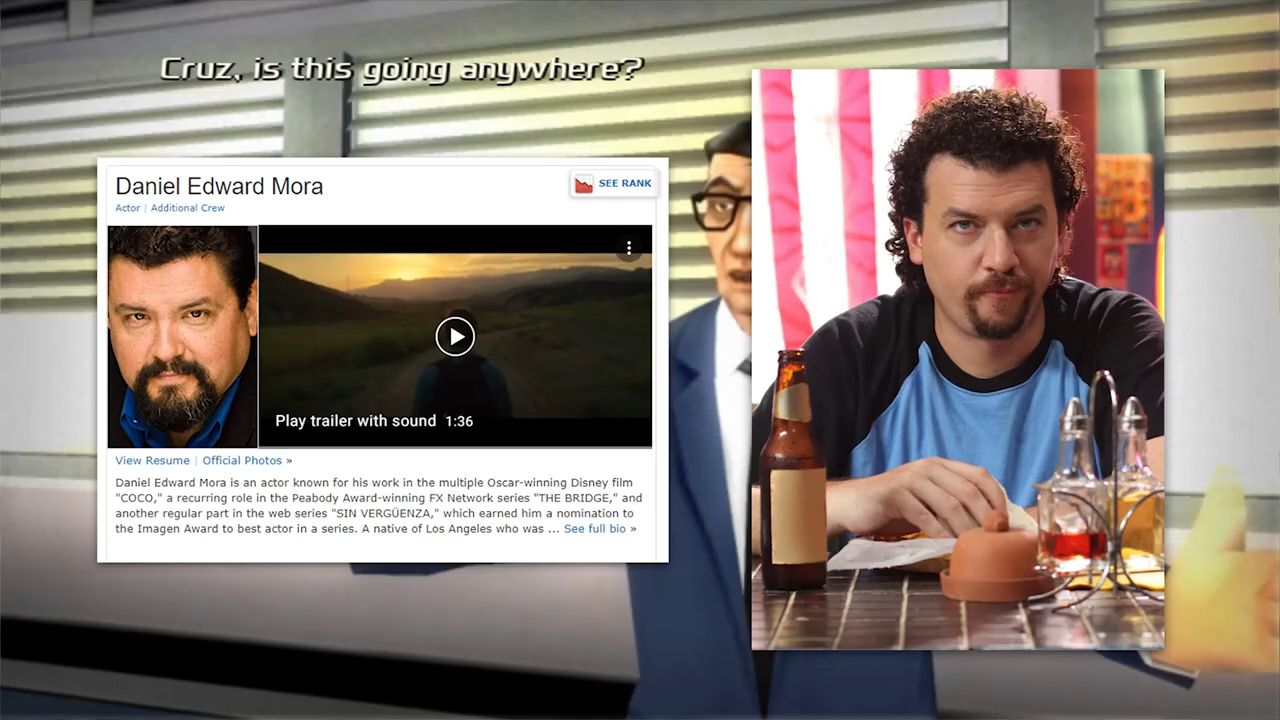 Cruz, is this going anywhere?
Daniel Edward Mora
SEE RANK
Actor | Additional Crew
Play trailer with sound 1:36
View Resume | Official Photos »
Daniel Edward Mora is an actor known for his work in the multiple Oscar-winning Disney film
"COCO," a recurring role in the Peabody Award-winning FX Network series "THE BRIDGE," and
another regular part in the web series "SIN VERGÜENZA," which earned him a nomination to
the Imagen Award to best actor in a series. A native of Los Angeles who was ... See full bio »